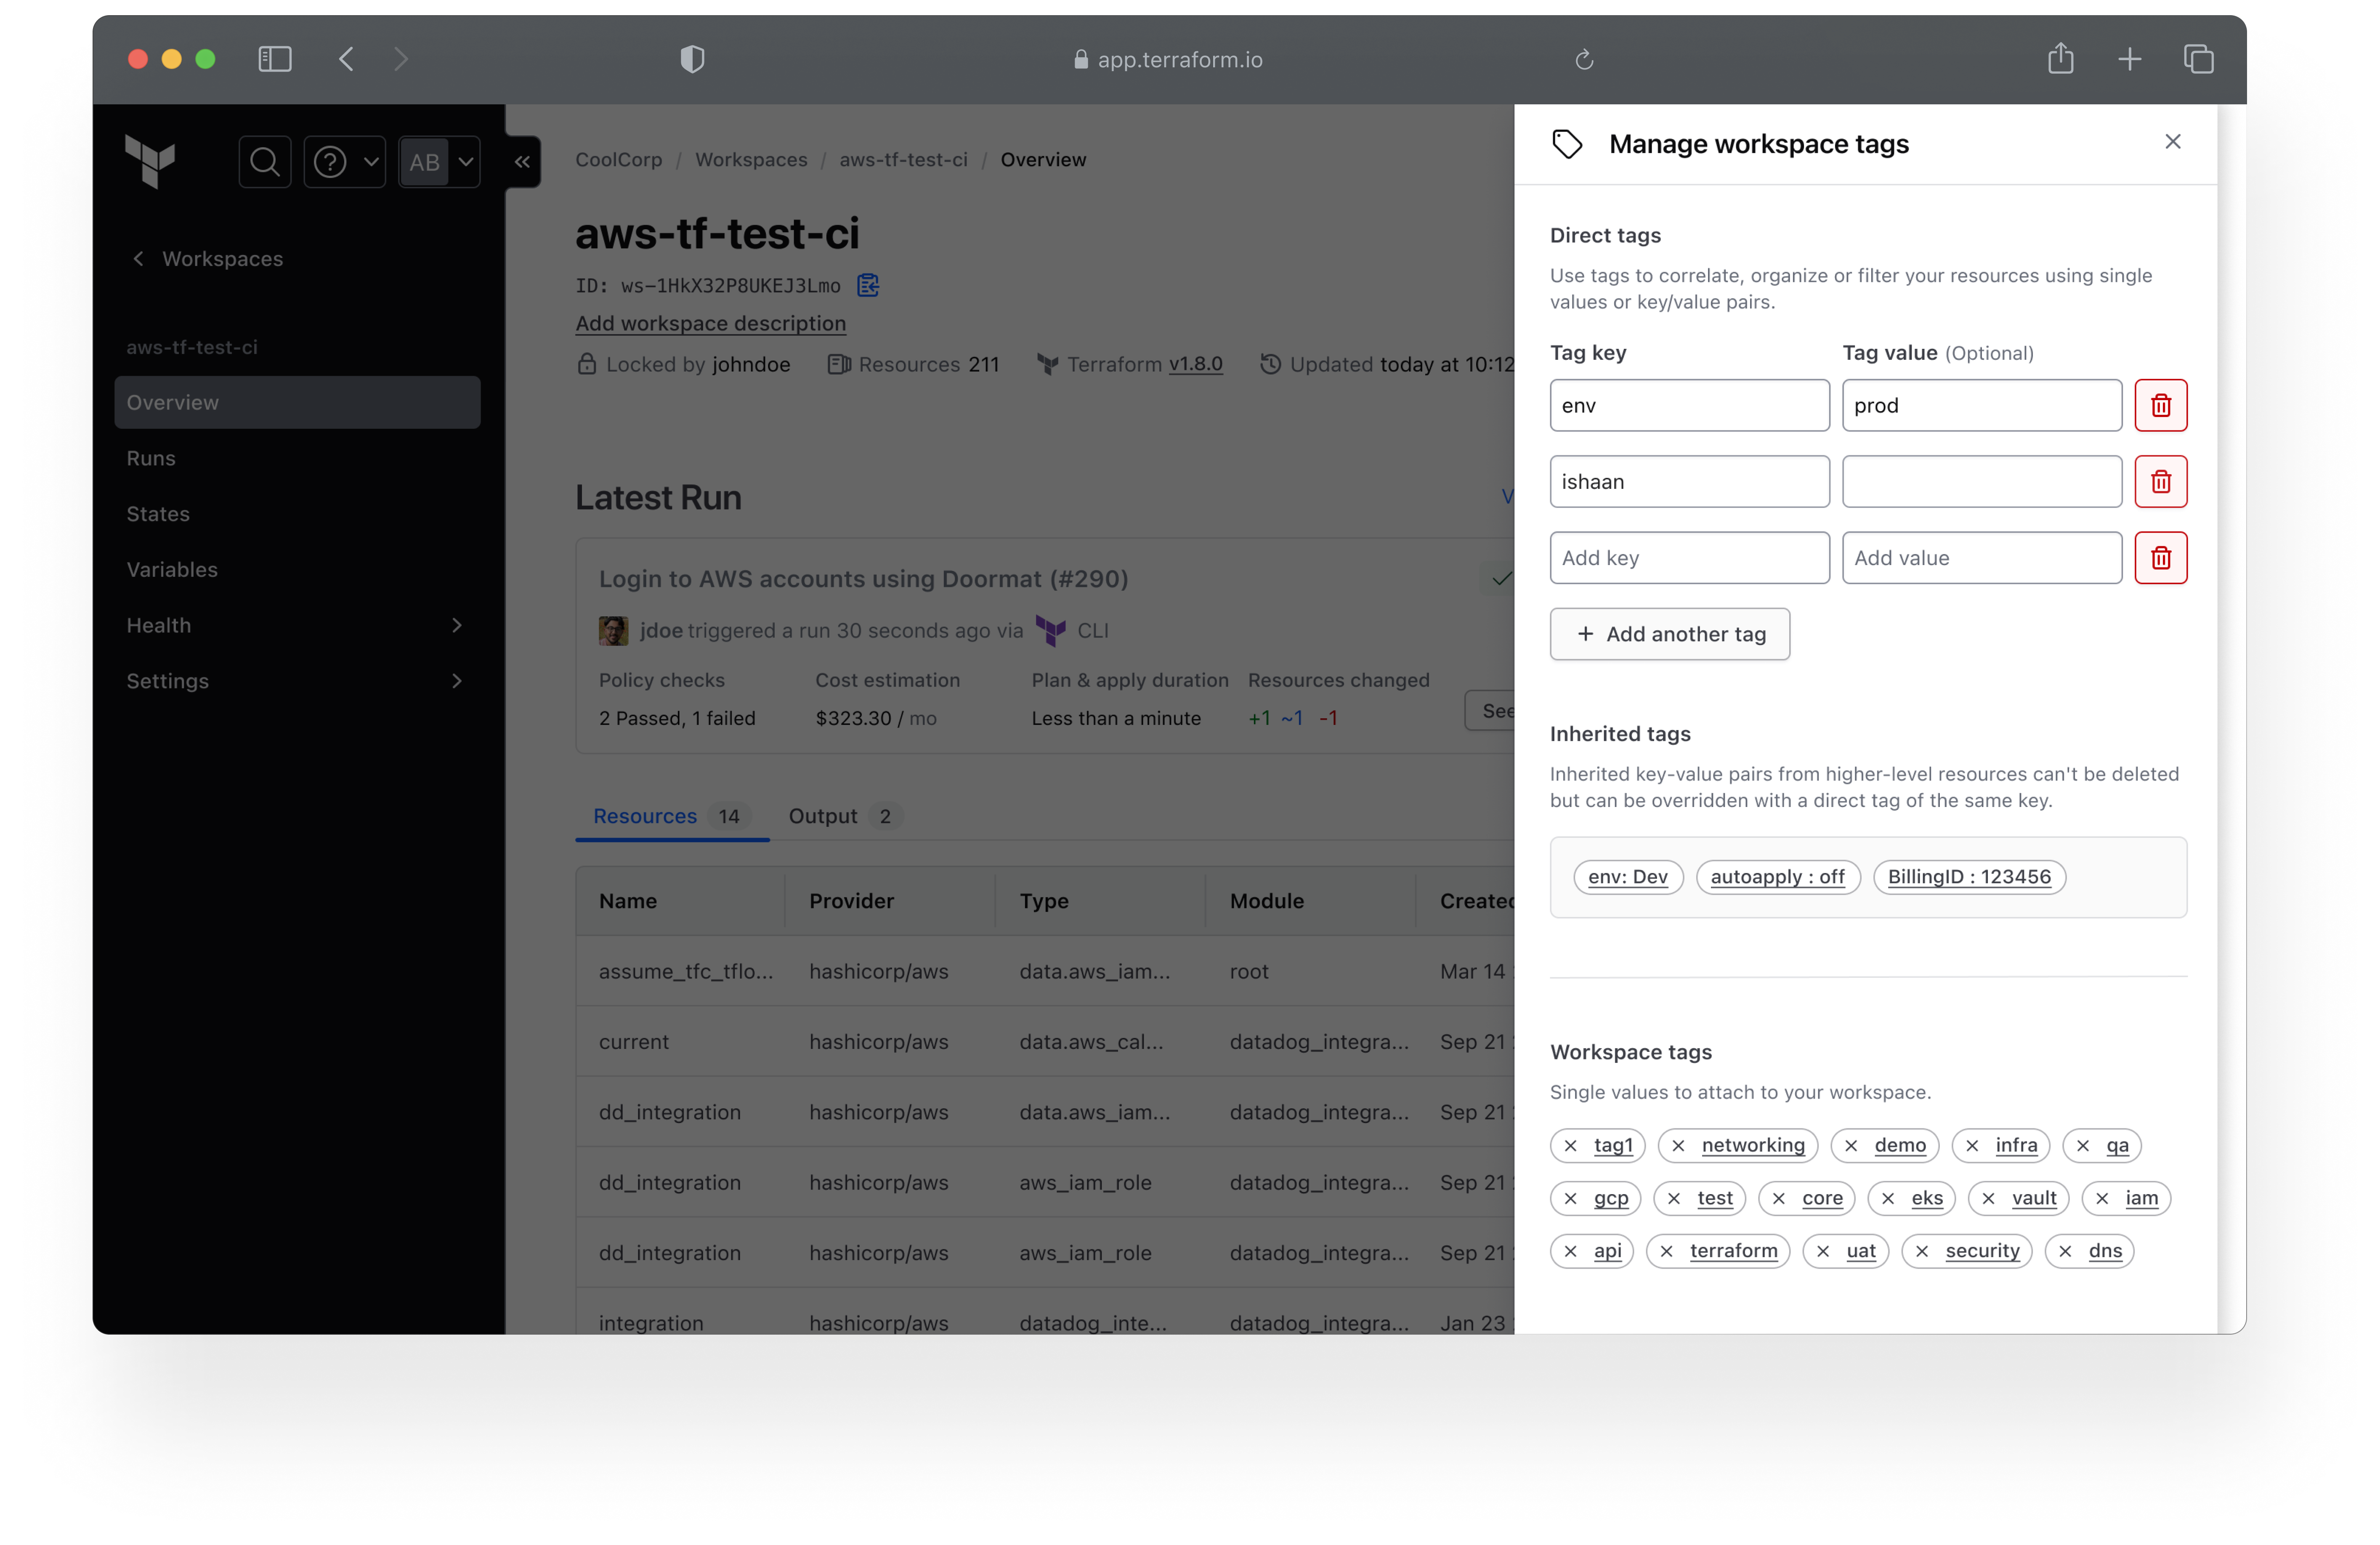 app.terraform.io
AB
Workspaces
aws-tf-test-ci
Overview
Runs
States
Variables
Health
Settings
CoolCorp / Workspaces / aws-tf-test-ci / Overview
aws-tf-test-ci
ID: ws-1HkX32P8UKEJ3Lmo
Add workspace description
Locked by johndoe Resources 211 Terraform v1.8.0 Updated today at 10:12
Latest Run
V
Login to AWS accounts using Doormat (#290)
jdoe triggered a run 30 seconds ago via CLI
Policy checks Cost estimation Plan & apply duration Resources changed
2 Passed, 1 failed $323.30 / mo Less than a minute +1 ~1 -1
See
Resources 14 Output 2
Name Provider Type Module Created
assume_tfc_tflo... hashicorp/aws data.aws_iam... root Mar 14
current hashicorp/aws data.aws_cal... datadog_integra... Sep 21
dd_integration hashicorp/aws data.aws_iam... datadog_integra... Sep 21
dd_integration hashicorp/aws aws_iam_role datadog_integra... Sep 21
dd_integration hashicorp/aws aws_iam_role datadog_integra... Sep 21
integration hashicorp/aws datadog_inte... datadog_integra... Jan 23
Manage workspace tags
Direct tags
Use tags to correlate, organize or filter your resources using single
values or key/value pairs.
Tag key Tag value (Optional)
env prod
ishaan
Add key Add value
+ Add another tag
Inherited tags
Inherited key-value pairs from higher-level resources can't be deleted
but can be overridden with a direct tag of the same key.
env: Dev autoapply : off BillingID : 123456
Workspace tags
Single values to attach to your workspace.
tag1 networking demo infra qa
gcp test core eks vault iam
api terraform uat security dns